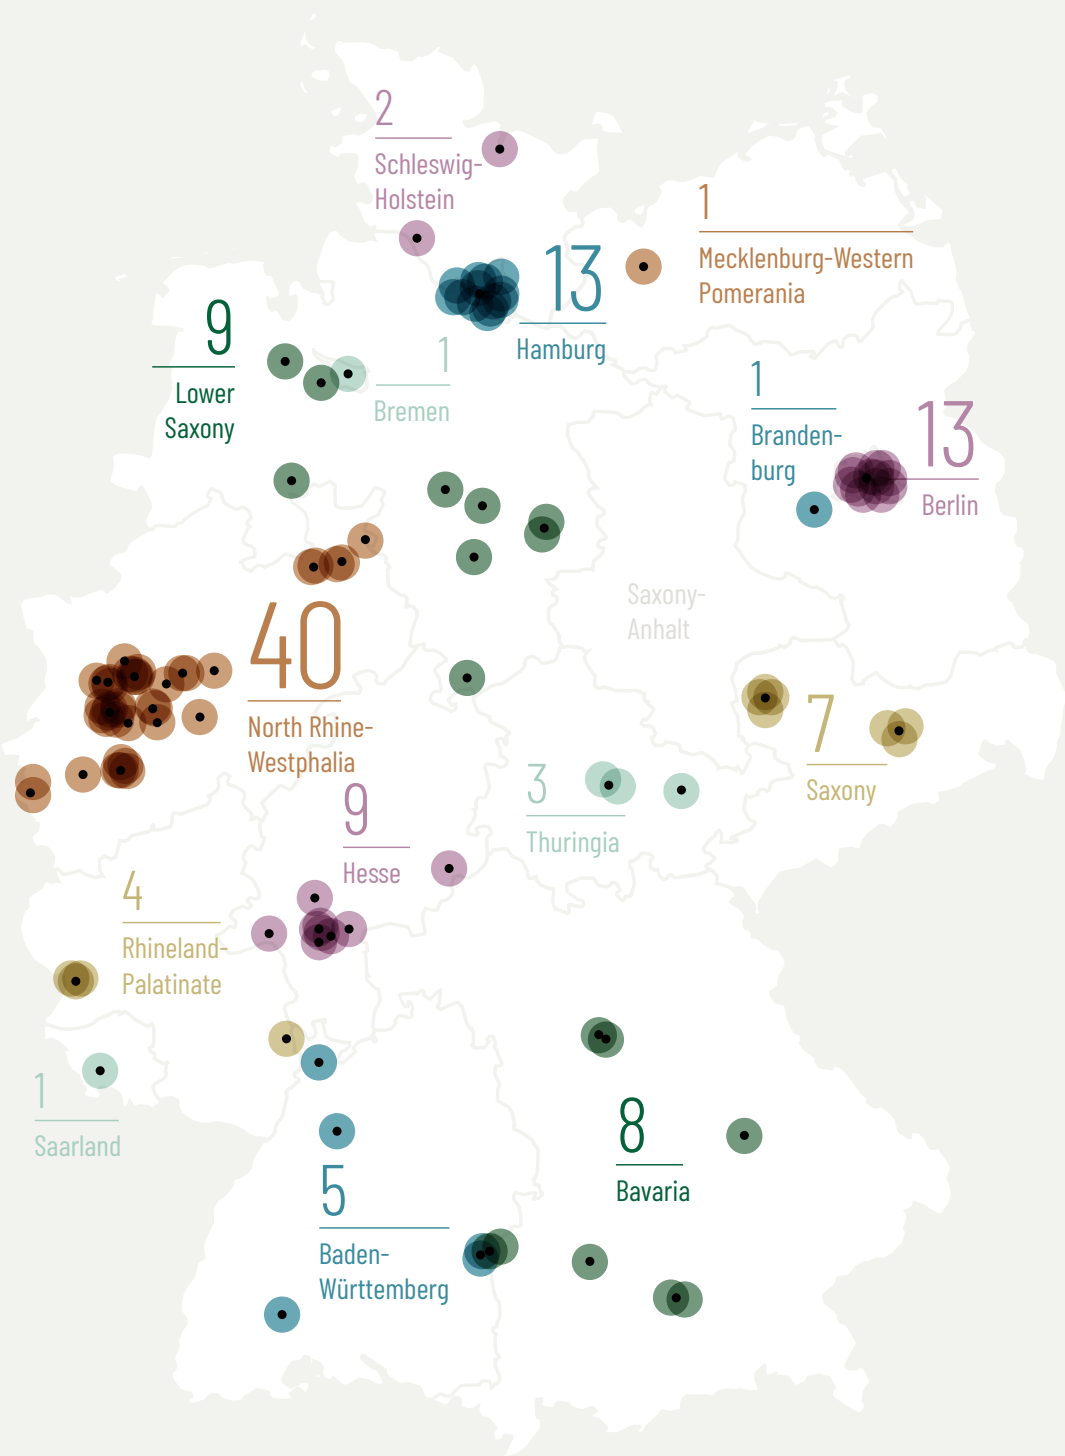 2
Schleswig-
Holstein
1
Mecklenburg-Western
Pomerania
13
Hamburg
9
Lower
Saxony
1
Bremen
1
Branden-
burg
13
Berlin
Saxony-
Anhalt
40
North Rhine-
Westphalia
7
Saxony
3
Thuringia
9
Hesse
4
Rhineland-
Palatinate
1
Saarland
8
Bavaria
5
Baden-
Württemberg